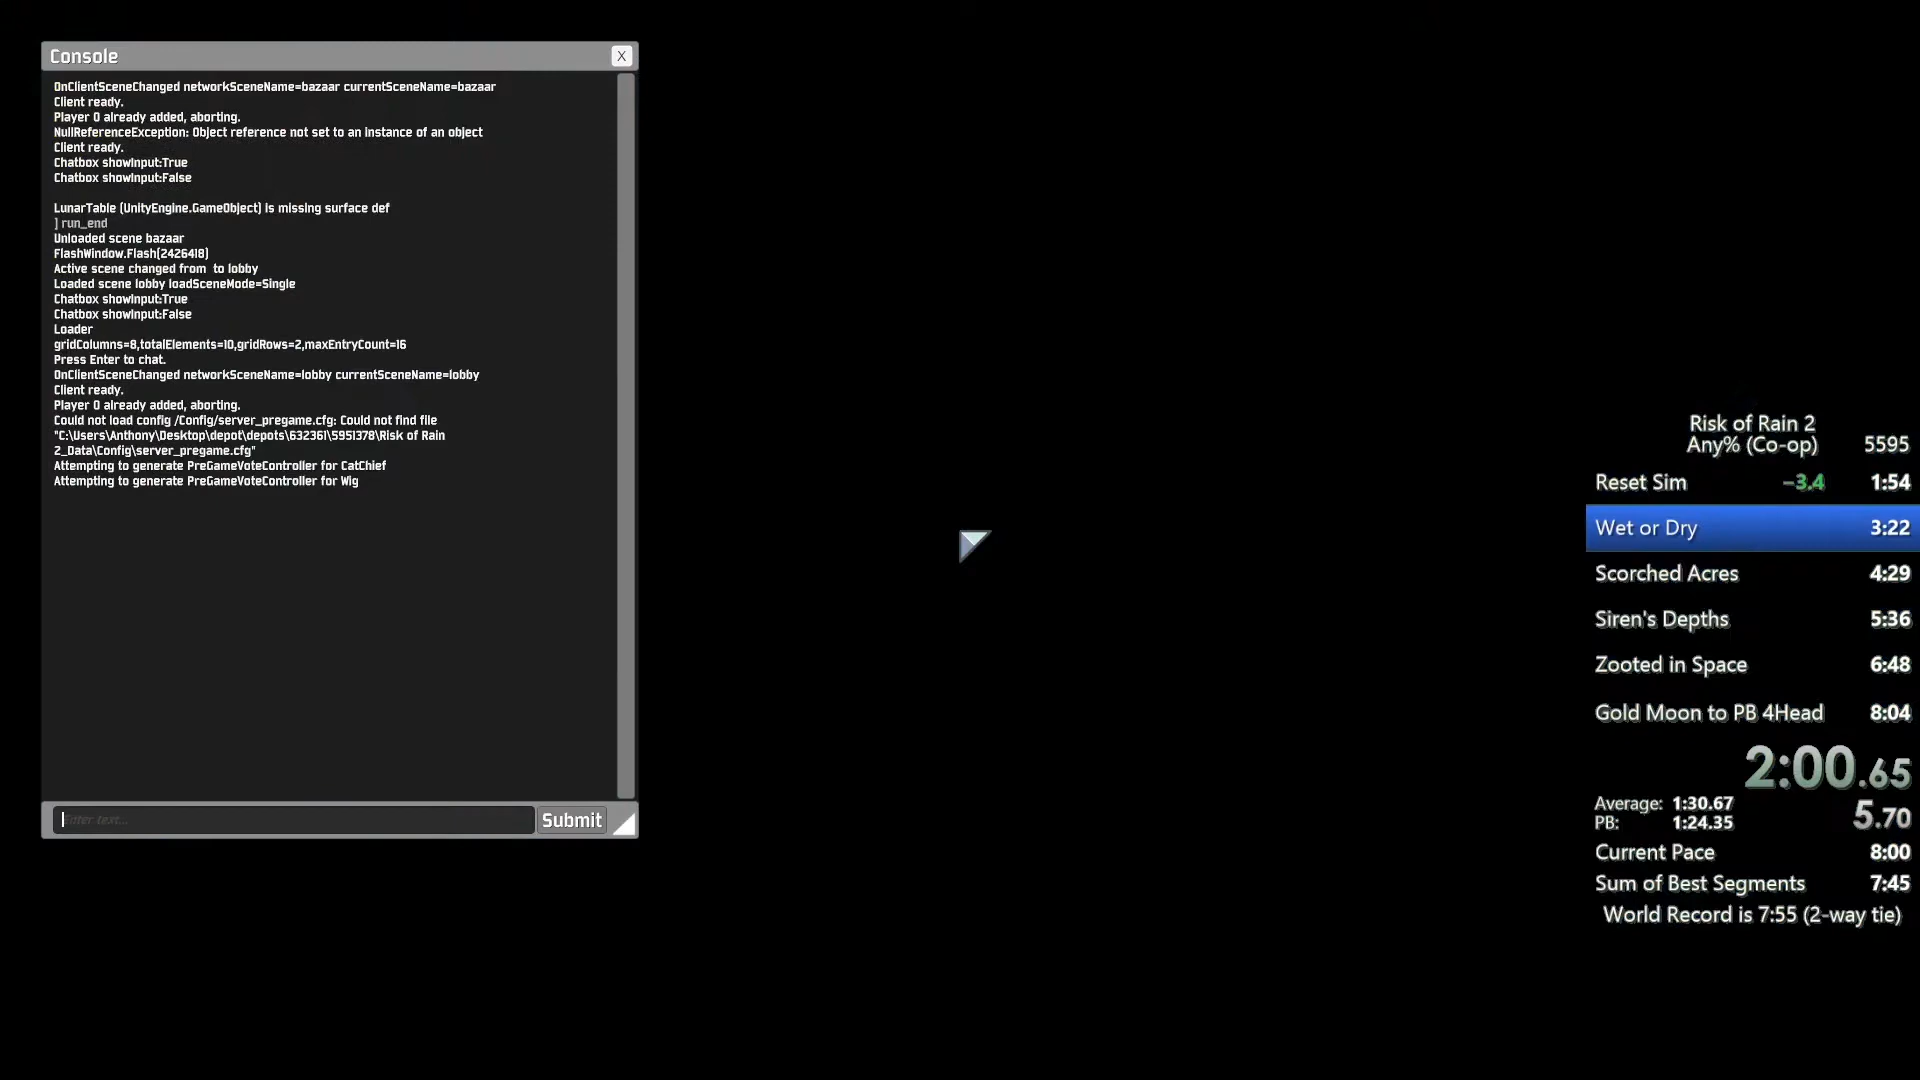 Console
X
OnClientSceneChanged networkSceneName=bazaar currentSceneName=bazaar
Client ready.
Player 0 already added, aborting.
NullReferenceException: Object reference not set to an instance of an object
Client ready.
Chatbox showInput:True
Chatbox showInput:False
LunarTable (UnityEngine.GameObject) is missing surface def
] run_end
Unloaded scene bazaar
FlashWindow.Flash(2426418)
Active scene changed from  to lobby
Loaded scene lobby loadSceneMode=Single
Chatbox showInput:True
Chatbox showInput:False
Loader
gridColumns=8,totalElements=10,gridRows=2,maxEntryCount=16
Press Enter to chat.
OnClientSceneChanged networkSceneName=lobby currentSceneName=lobby
Client ready.
Player 0 already added, aborting.
Could not load config /Config/server_pregame.cfg: Could not find file
"C:\Users\Anthony\Desktop\depot\depots\632361\5951378\Risk of Rain
2_Data\Config\server_pregame.cfg"
Attempting to generate PreGameVoteController for CatChief
Attempting to generate PreGameVoteController for Wig
Enter text...
Submit
Risk of Rain 2
Any% (Co-op) 5595
Reset Sim −3.4 1:54
Wet or Dry 3:22
Scorched Acres 4:29
Siren's Depths 5:36
Zooted in Space 6:48
Gold Moon to PB 4Head 8:04
2:00.65
Average: 1:30.67
PB: 1:24.35
5.70
Current Pace 8:00
Sum of Best Segments 7:45
World Record is 7:55 (2-way tie)